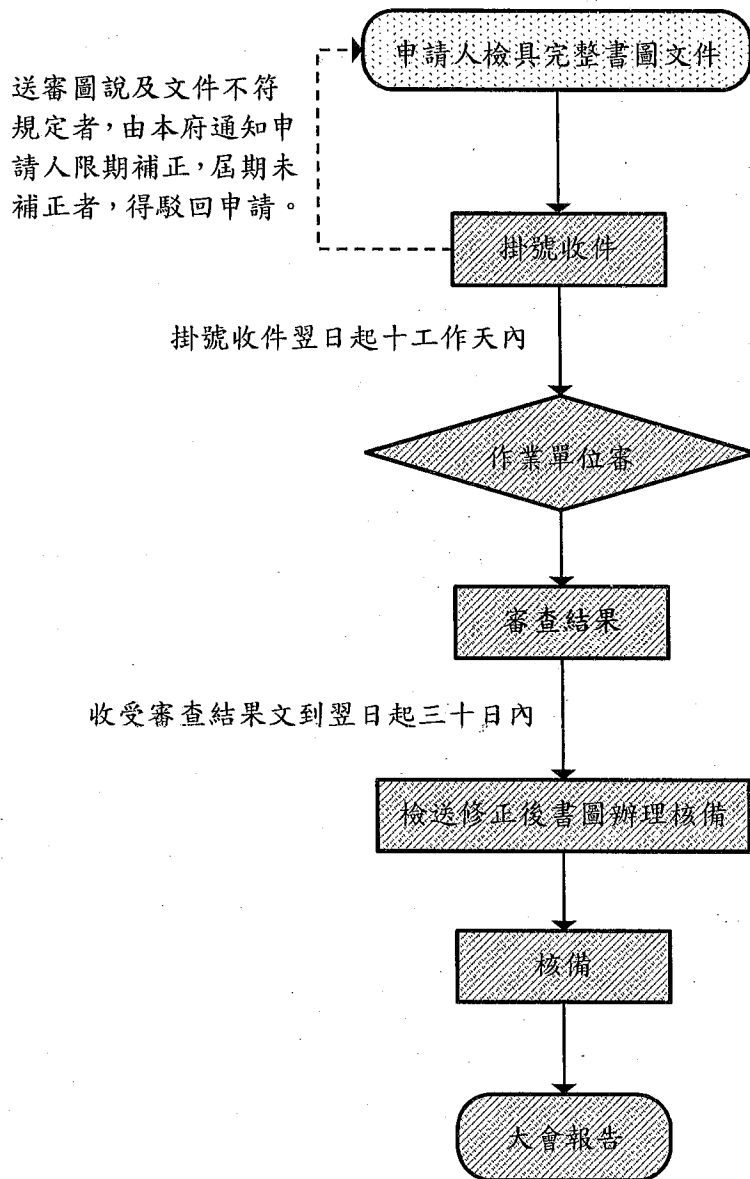 申請人檢具完整書圖文件
送審圖說及文件不符
規定者，由本府通知申
請人限期補正，屆期未
補正者，得駁回申請。
掛號收件
掛號收件翌日起十工作天內
作業單位審
審查結果
收受審查結果文到翌日起三十日內
檢送修正後書圖辦理核備
核備
大會報告